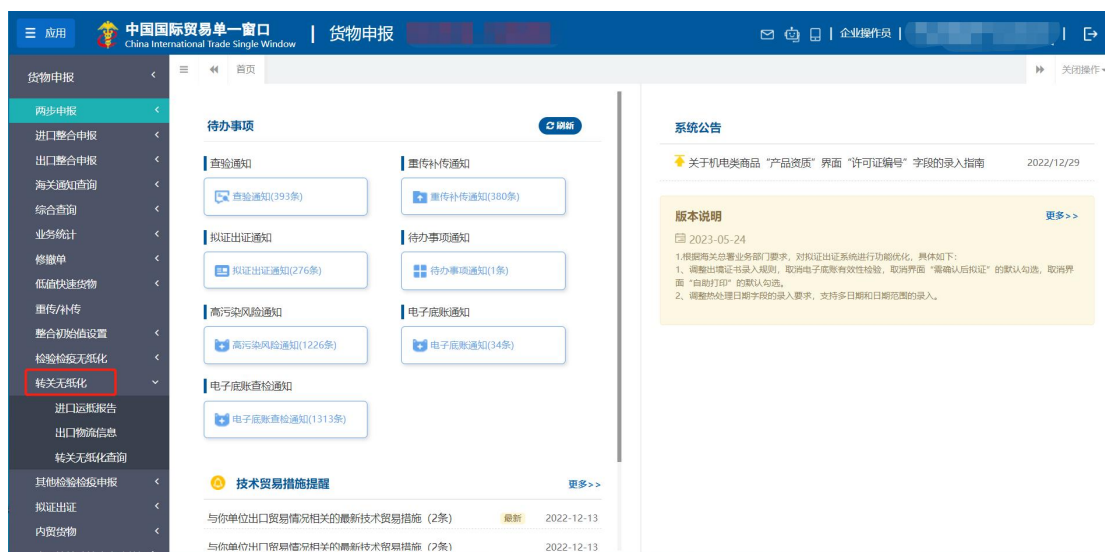 应用
中国国际贸易单一窗口
China International Trade Single Window
货物申报
企业操作员
货物申报
首页
关闭操作
两步申报
进口整合申报
出口整合申报
海关通知查询
综合查询
业务统计
修撤单
低值快速货物
重传/补传
整合初始值设置
检验检疫无纸化
转关无纸化
进口运抵报告
出口物流信息
转关无纸化查询
其他检验检疫申报
拟证出证
内贸货物
待办事项
刷新
查验通知
重传补传通知
查验通知(393条)
重传补传通知(380条)
拟证出证通知
待办事项通知
拟证出证通知(276条)
待办事项通知(1条)
高污染风险通知
电子底账通知
高污染风险通知(1226条)
电子底账通知(34条)
电子底账查检通知
电子底账查检通知(1313条)
技术贸易措施提醒
更多>>
与你单位出口贸易情况相关的最新技术贸易措施（2条）
最新
2022-12-13
与你单位出口贸易情况相关的最新技术贸易措施（2条）
2022-12-13
系统公告
关于机电类商品“产品资质”界面“许可证编号”字段的录入指南
2022/12/29
版本说明
更多>>
2023-05-24
1.根据海关总署业务部门要求，对拟证出证系统进行功能优化，具体如下：
1、调整出境证书录入规则，取消电子底账有效性检验，取消界面“需确认后拟证”的默认勾选，取消界
面“自助打印”的默认勾选。
2、调整热处理日期字段的录入要求，支持多日期和日期范围的录入。